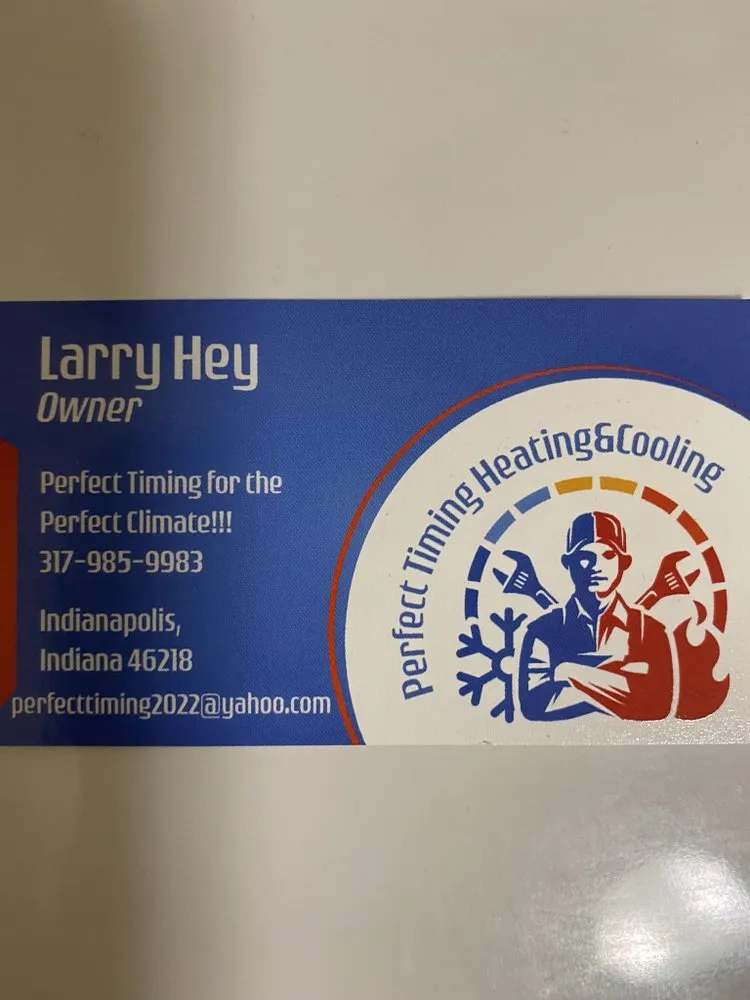 Larry Hey
Owner
Perfect Timing for the
Perfect Climate!!!
317-985-9983
Indianapolis,
Indiana 46218
perfecttiming2022@yahoo.com
Perfect Timing Heating&Cooling